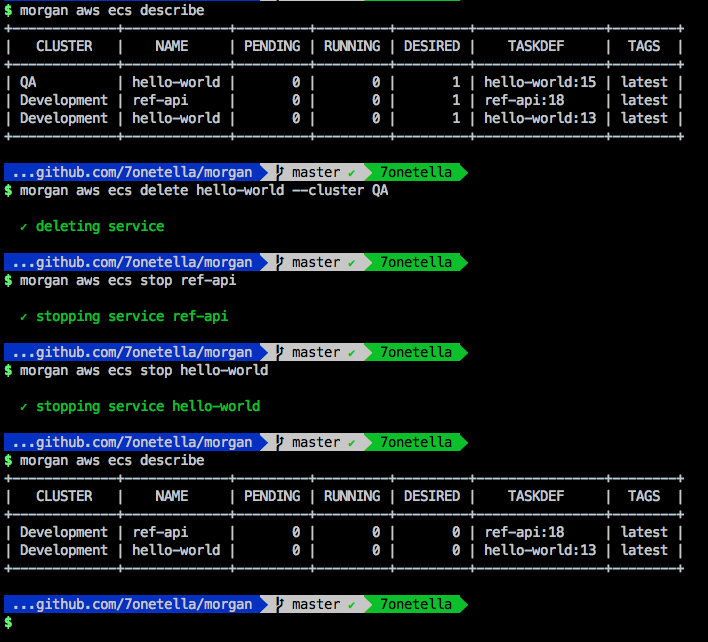 $ morgan aws ecs describe
+-------------+-------------+---------+---------+---------+----------------+--------+
| CLUSTER | NAME | PENDING | RUNNING | DESIRED | TASKDEF | TAGS |
+-------------+-------------+---------+---------+---------+----------------+--------+
| QA | hello-world | 0 | 0 | 1 | hello-world:15 | latest |
| Development | ref-api | 0 | 0 | 1 | ref-api:18 | latest |
| Development | hello-world | 0 | 0 | 1 | hello-world:13 | latest |
+-------------+-------------+---------+---------+---------+----------------+--------+
...github.com/7onetella/morgan master ✓ 7onetella
$ morgan aws ecs delete hello-world --cluster QA
✓ deleting service
...github.com/7onetella/morgan master ✓ 7onetella
$ morgan aws ecs stop ref-api
✓ stopping service ref-api
...github.com/7onetella/morgan master ✓ 7onetella
$ morgan aws ecs stop hello-world
✓ stopping service hello-world
...github.com/7onetella/morgan master ✓ 7onetella
$ morgan aws ecs describe
+-------------+-------------+---------+---------+---------+----------------+--------+
| CLUSTER | NAME | PENDING | RUNNING | DESIRED | TASKDEF | TAGS |
+-------------+-------------+---------+---------+---------+----------------+--------+
| Development | ref-api | 0 | 0 | 0 | ref-api:18 | latest |
| Development | hello-world | 0 | 0 | 0 | hello-world:13 | latest |
+-------------+-------------+---------+---------+---------+----------------+--------+
...github.com/7onetella/morgan master ✓ 7onetella
$